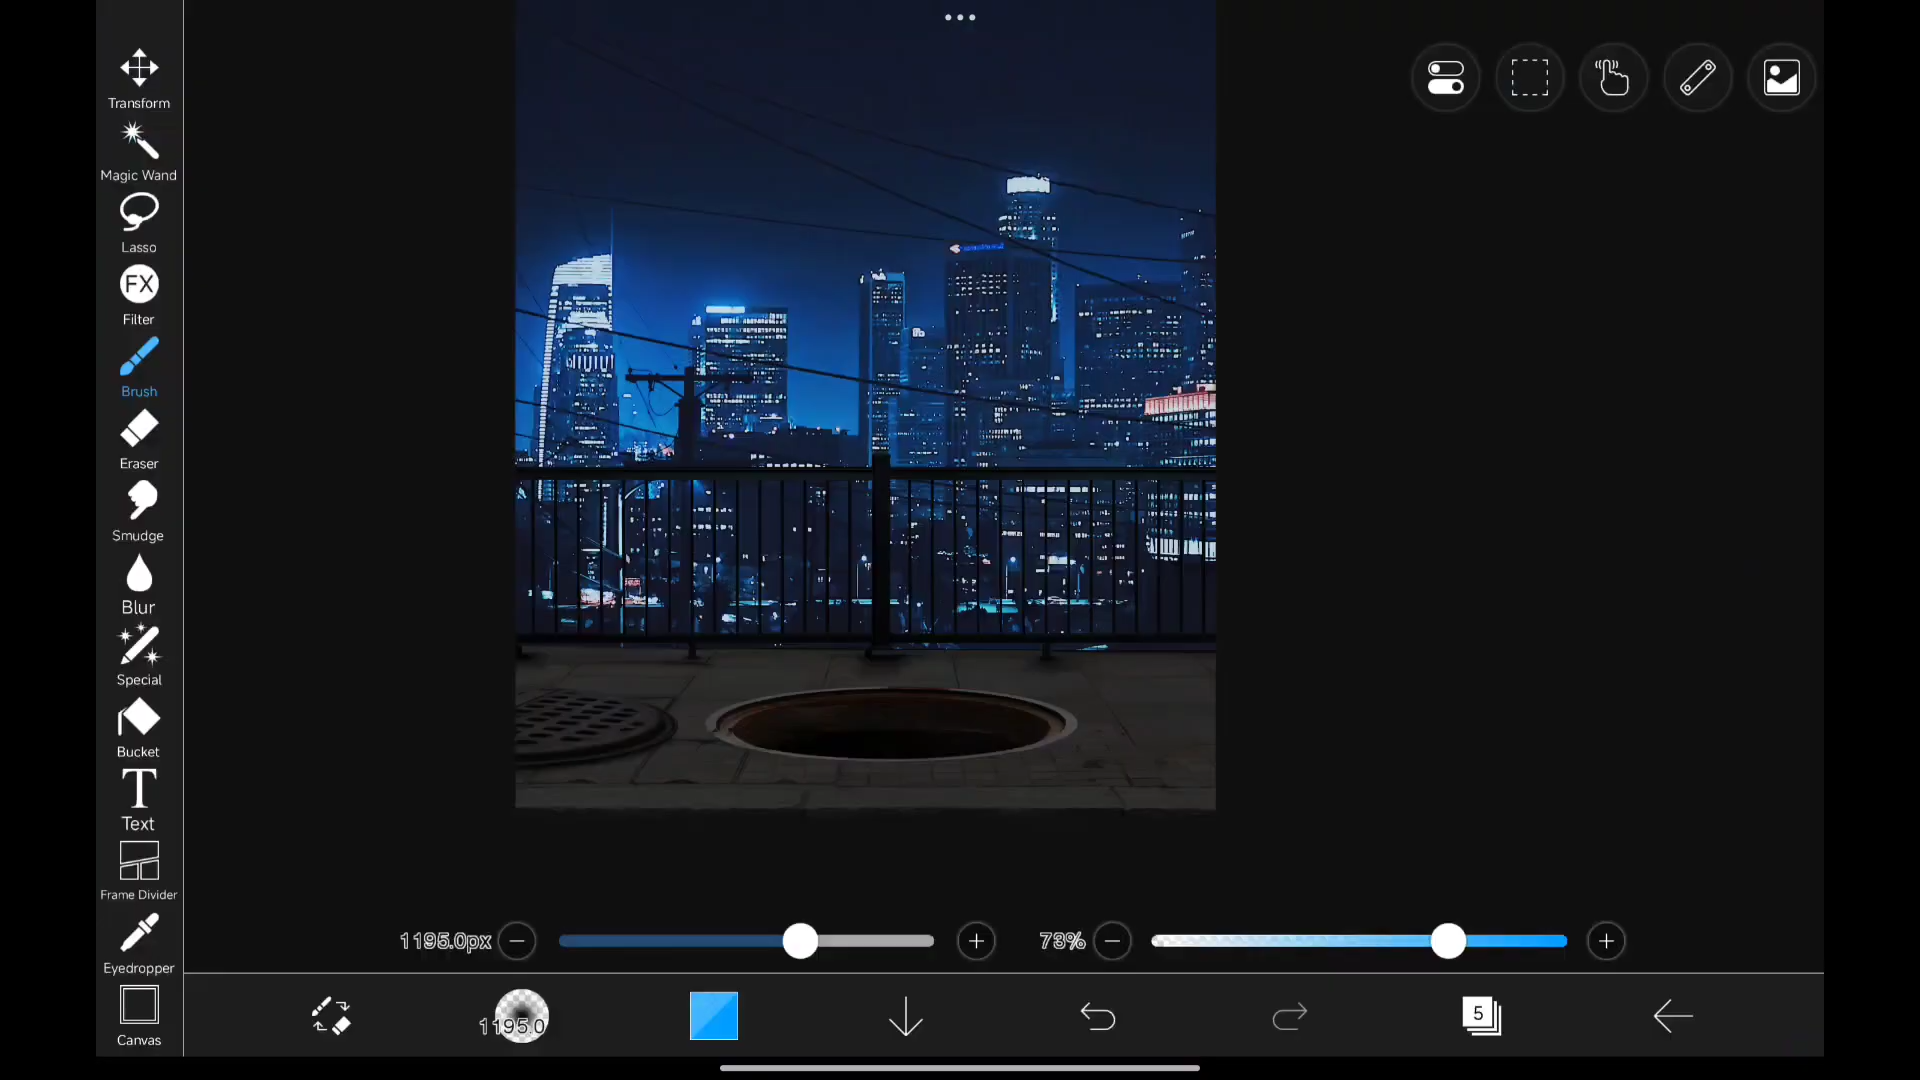 Transform
Magic Wand
Lasso
FX
Filter
Brush
Eraser
Smudge
Blur
Special
Bucket
T
Text
Frame Divider
Eyedropper
Canvas
1195.0px
73%
1195.0
5